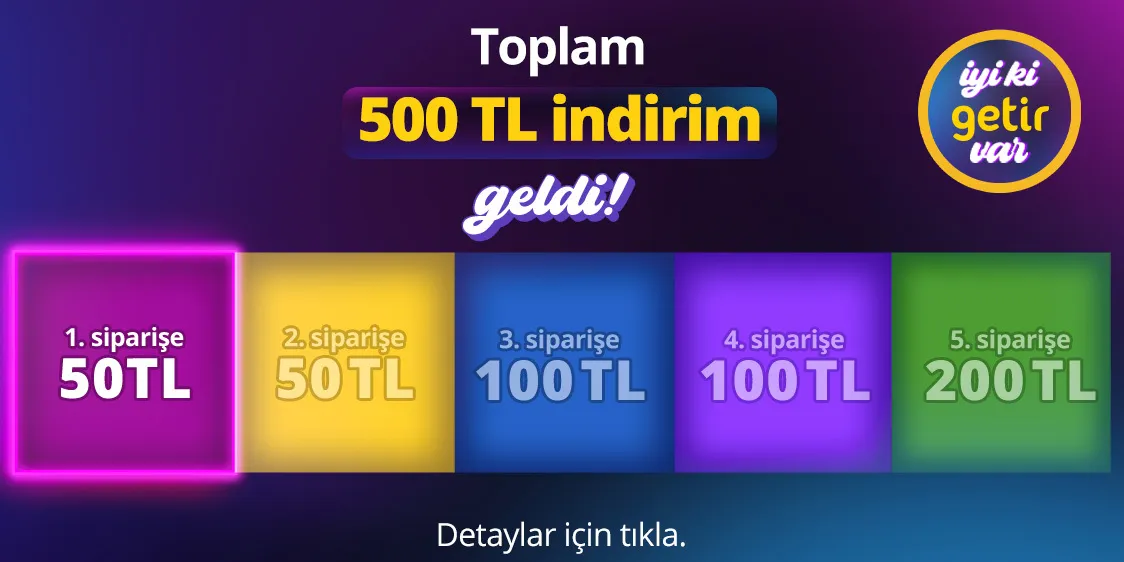 Toplam
500 TL indirim
geldi!
iyi ki
getir
var
1. siparişe
50TL
2. siparişe
50TL
3. siparişe
100TL
4. siparişe
100TL
5. siparişe
200TL
Detaylar için tıkla.